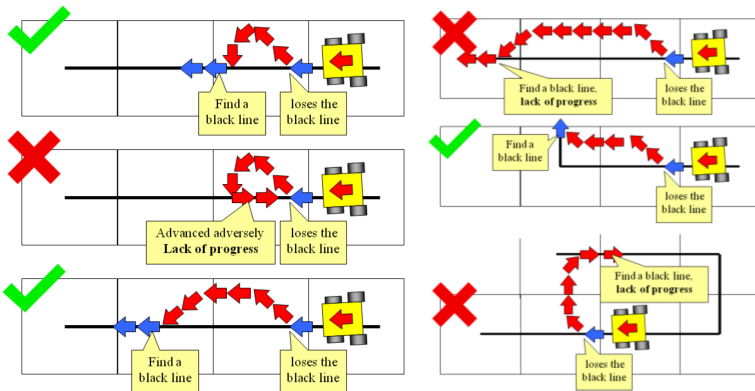 Find a
black line
loses the
black line
Advanced adversely
Lack of progress
loses the
black line
Find a
black line
loses the
black line
Find a black line,
lack of progress
loses the
black line
Find a
black line
loses the
black line
Find a black line,
lack of progress
loses the
black line